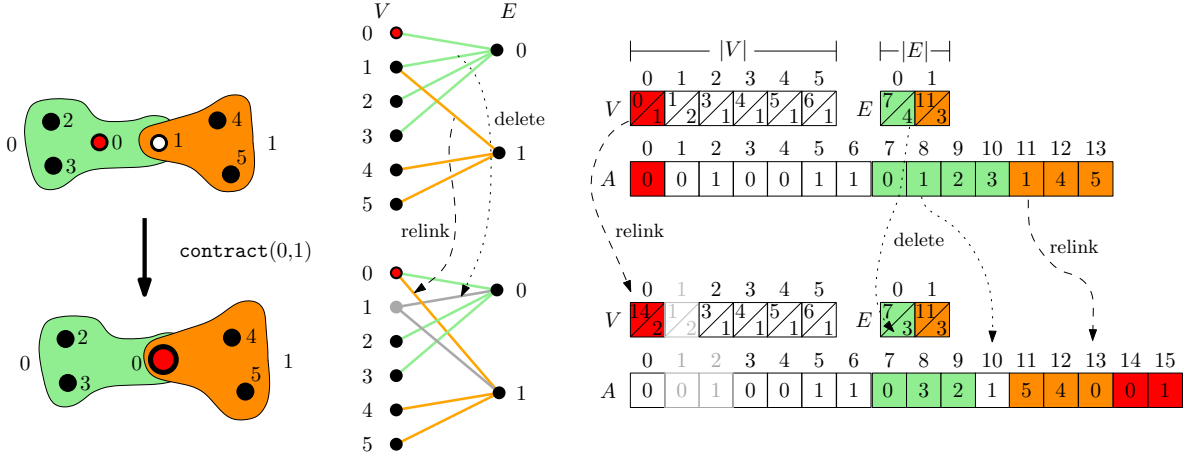 V E
|V| |E|
0 0
1
2
3
4
5
1
delete
relink
0 1 2 3 4 5 0 1
V 0 1 1 2 3 1 4 1 5 1 6 1 E 7 4 11 3
0 1 2 3 4 5 6 7 8 9 10 11 12 13
A 0 0 1 0 0 1 1 0 1 2 3 1 4 5
0 2 3 0 1 4 5 1
contract(0,1)
relink delete relink
0 2 3 0 4 5 1
0 0
1
2
3
4
5
1
0 1 2 3 4 5 0 1
V 14 2 1 2 3 1 4 1 5 1 6 1 E 7 3 11 3
0 1 2 3 4 5 6 7 8 9 10 11 12 13 14 15
A 0 0 1 0 0 1 1 0 3 2 1 5 4 0 0 1